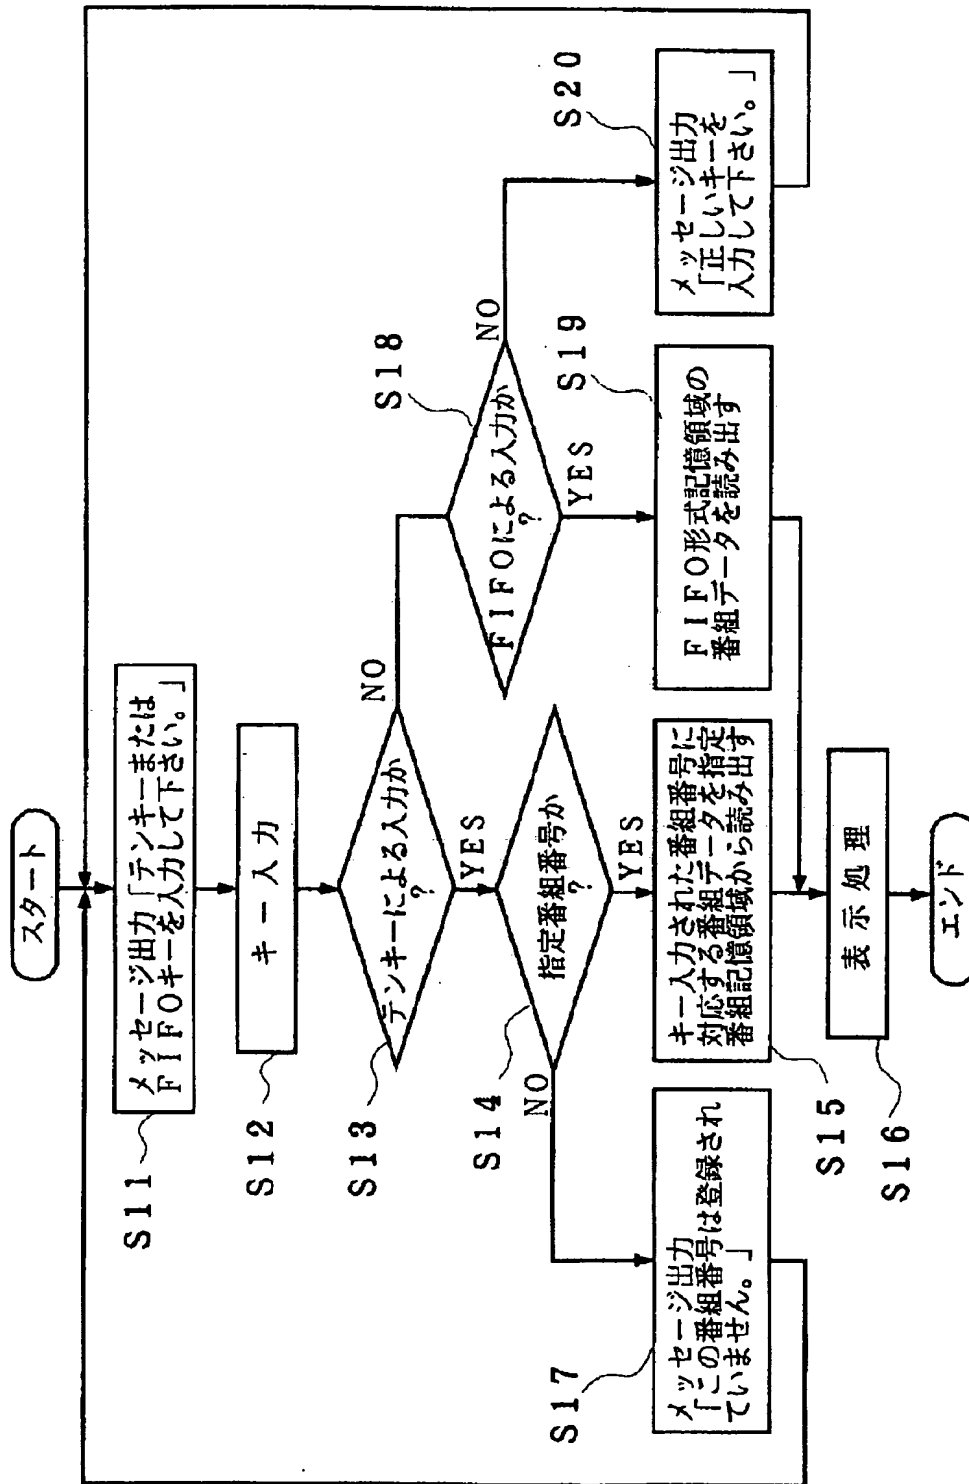 スタート
メッセージ出力「テンキーまたは
FIFOキーを入力して下さい。」
S11
キー入力
S12
テンキーによる入力か
?
S13
NO
YES
指定番組番号か
?
S14
NO
YES
キー入力された番組番号に
対応する番組データを指定
番組記憶領域から読み出す
S15
表示処理
S16
エンド
メッセージ出力
「この番組番号は登録され
ていません。」
S17
FIFOによる入力か
?
S18
NO
YES
FIFO形式記憶領域の
番組データを読み出す
S19
メッセージ出力
「正しいキーを
入力して下さい。」
S20